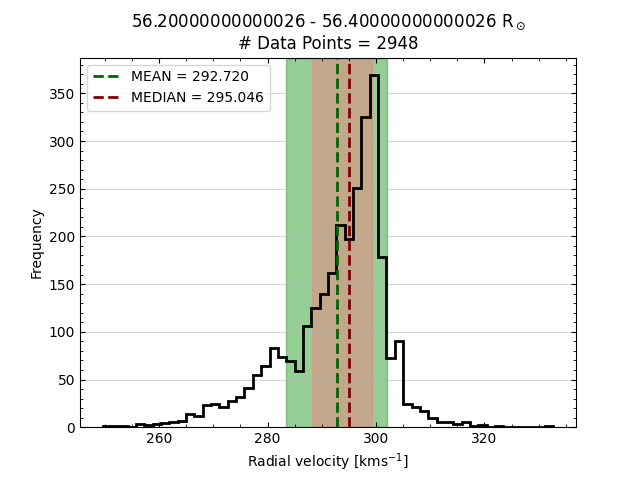 56.20000000000026 - 56.40000000000026 R⊙
# Data Points = 2948
MEAN = 292.720
MEDIAN = 295.046
Frequency
350
300
250
200
150
100
50
0
260 280 300 320
Radial velocity [kms⁻¹]